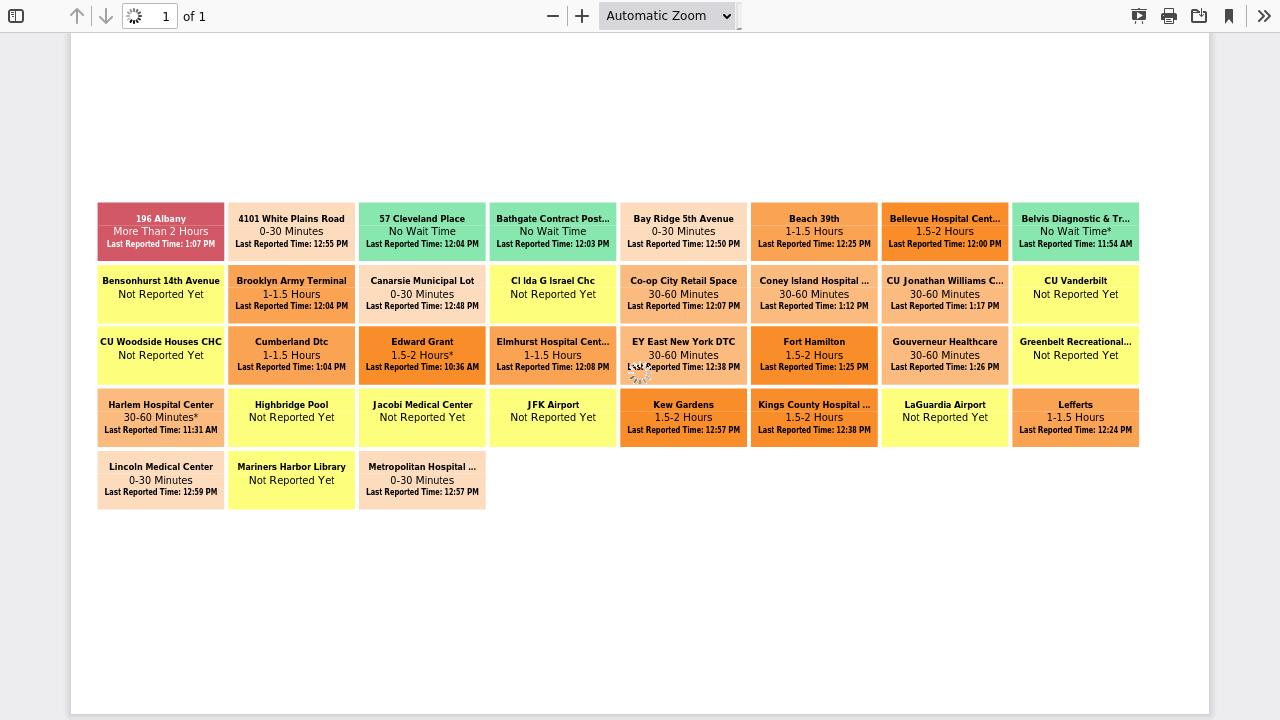 1 of 1 Automatic Zoom
196 Albany
More Than 2 Hours
Last Reported Time: 1:07 PM
4101 White Plains Road
0-30 Minutes
Last Reported Time: 12:55 PM
57 Cleveland Place
No Wait Time
Last Reported Time: 12:04 PM
Bathgate Contract Post...
No Wait Time
Last Reported Time: 12:03 PM
Bay Ridge 5th Avenue
0-30 Minutes
Last Reported Time: 12:50 PM
Beach 39th
1-1.5 Hours
Last Reported Time: 12:25 PM
Bellevue Hospital Cent...
1.5-2 Hours
Last Reported Time: 12:00 PM
Belvis Diagnostic & Tr...
No Wait Time*
Last Reported Time: 11:54 AM
Bensonhurst 14th Avenue
Not Reported Yet
Brooklyn Army Terminal
1-1.5 Hours
Last Reported Time: 12:04 PM
Canarsie Municipal Lot
0-30 Minutes
Last Reported Time: 12:48 PM
CI Ida G Israel Chc
Not Reported Yet
Co-op City Retail Space
30-60 Minutes
Last Reported Time: 12:07 PM
Coney Island Hospital ...
30-60 Minutes
Last Reported Time: 1:12 PM
CU Jonathan Williams C...
30-60 Minutes
Last Reported Time: 1:17 PM
CU Vanderbilt
Not Reported Yet
CU Woodside Houses CHC
Not Reported Yet
Cumberland Dtc
1-1.5 Hours
Last Reported Time: 1:04 PM
Edward Grant
1.5-2 Hours*
Last Reported Time: 10:36 AM
Elmhurst Hospital Cent...
1-1.5 Hours
Last Reported Time: 12:08 PM
EY East New York DTC
30-60 Minutes
Last Reported Time: 12:38 PM
Fort Hamilton
1.5-2 Hours
Last Reported Time: 1:25 PM
Gouverneur Healthcare
30-60 Minutes
Last Reported Time: 1:26 PM
Greenbelt Recreational...
Not Reported Yet
Harlem Hospital Center
30-60 Minutes*
Last Reported Time: 11:31 AM
Highbridge Pool
Not Reported Yet
Jacobi Medical Center
Not Reported Yet
JFK Airport
Not Reported Yet
Kew Gardens
1.5-2 Hours
Last Reported Time: 12:57 PM
Kings County Hospital ...
1.5-2 Hours
Last Reported Time: 12:38 PM
LaGuardia Airport
Not Reported Yet
Lefferts
1-1.5 Hours
Last Reported Time: 12:24 PM
Lincoln Medical Center
0-30 Minutes
Last Reported Time: 12:59 PM
Mariners Harbor Library
Not Reported Yet
Metropolitan Hospital ...
0-30 Minutes
Last Reported Time: 12:57 PM